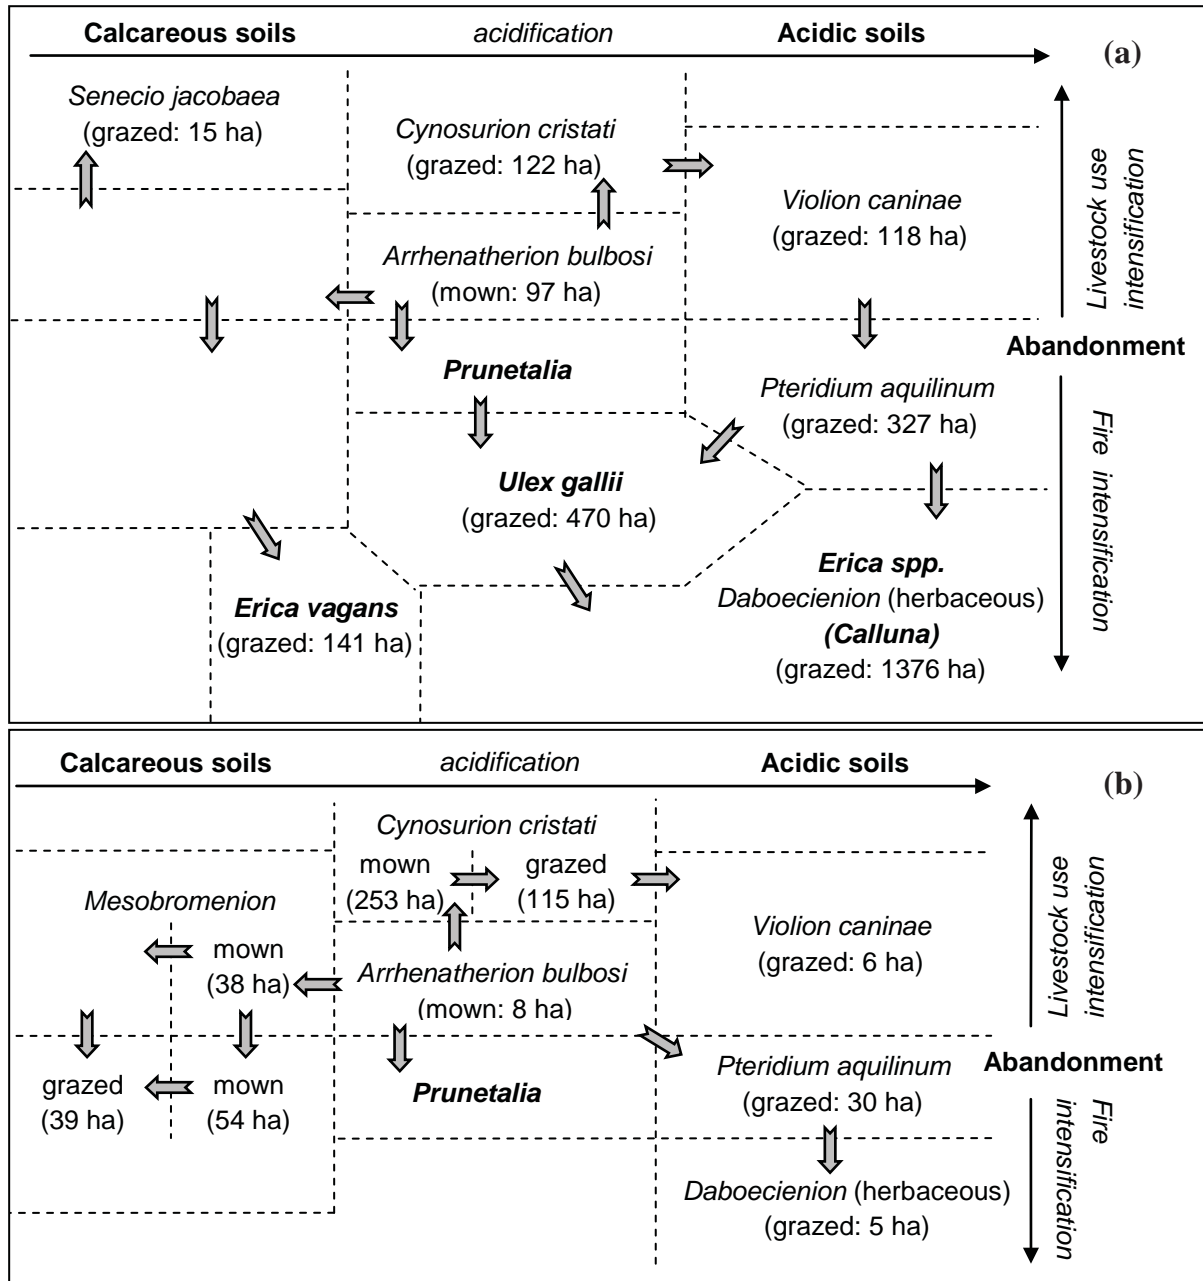 Calcareous soils acidification Acidic soils
(a)
Senecio jacobaea
(grazed: 15 ha)
Cynosurion cristati
(grazed: 122 ha)
Violion caninae
(grazed: 118 ha)
Arrhenatherion bulbosi
(mown: 97 ha)
Livestock use
intensification
Abandonment
Prunetalia
Pteridium aquilinum
(grazed: 327 ha)
Ulex gallii
(grazed: 470 ha)
Fire intensification
Erica vagans
(grazed: 141 ha)
Erica spp.
Daboecienion (herbaceous)
(Calluna)
(grazed: 1376 ha)
Calcareous soils acidification Acidic soils
(b)
Cynosurion cristati
mown
(253 ha)
grazed
(115 ha)
Mesobromenion
mown
(38 ha)
Arrhenatherion bulbosi
(mown: 8 ha)
Violion caninae
(grazed: 6 ha)
Livestock use
intensification
Abandonment
grazed
(39 ha)
mown
(54 ha)
Prunetalia
Pteridium aquilinum
(grazed: 30 ha)
Fire
intensification
Daboecienion (herbaceous)
(grazed: 5 ha)